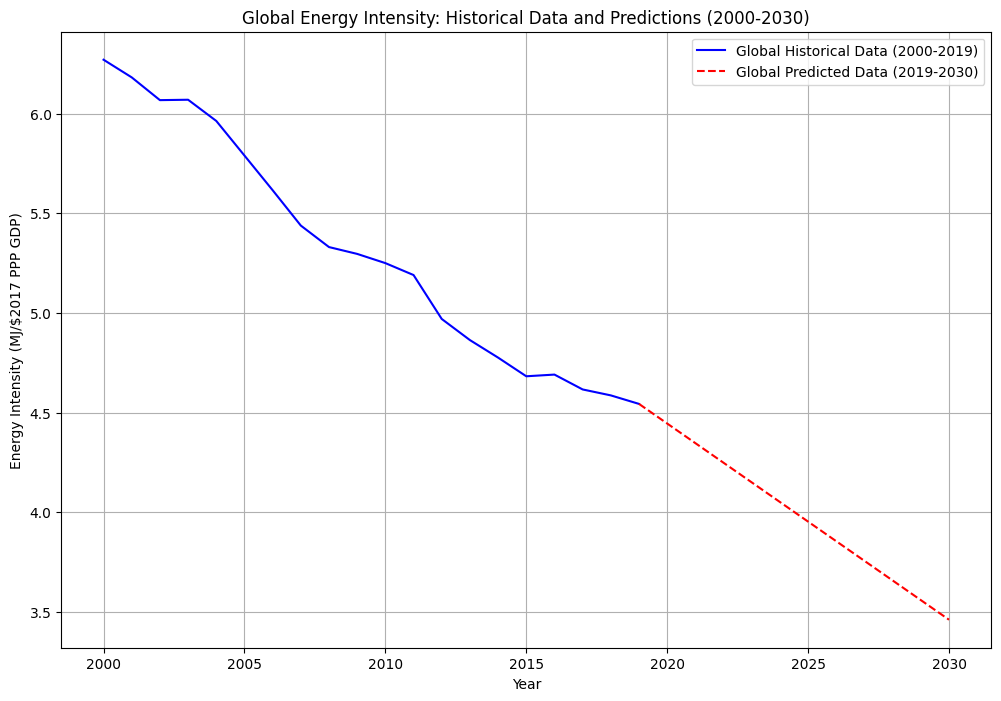 Global Energy Intensity: Historical Data and Predictions (2000-2030)
Global Historical Data (2000-2019)
Global Predicted Data (2019-2030)
Energy Intensity (MJ/$2017 PPP GDP)
6.0
5.5
5.0
4.5
4.0
3.5
2000 2005 2010 2015 2020 2025 2030
Year